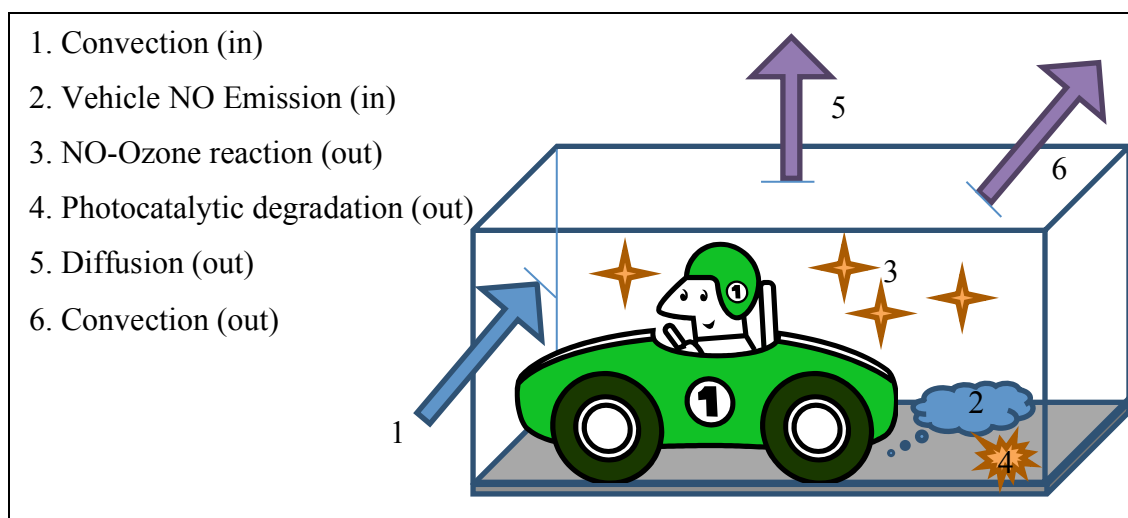 1. Convection (in)
2. Vehicle NO Emission (in)
3. NO-Ozone reaction (out)
4. Photocatalytic degradation (out)
5. Diffusion (out)
6. Convection (out)
5
6
3
1
1
1
2
4